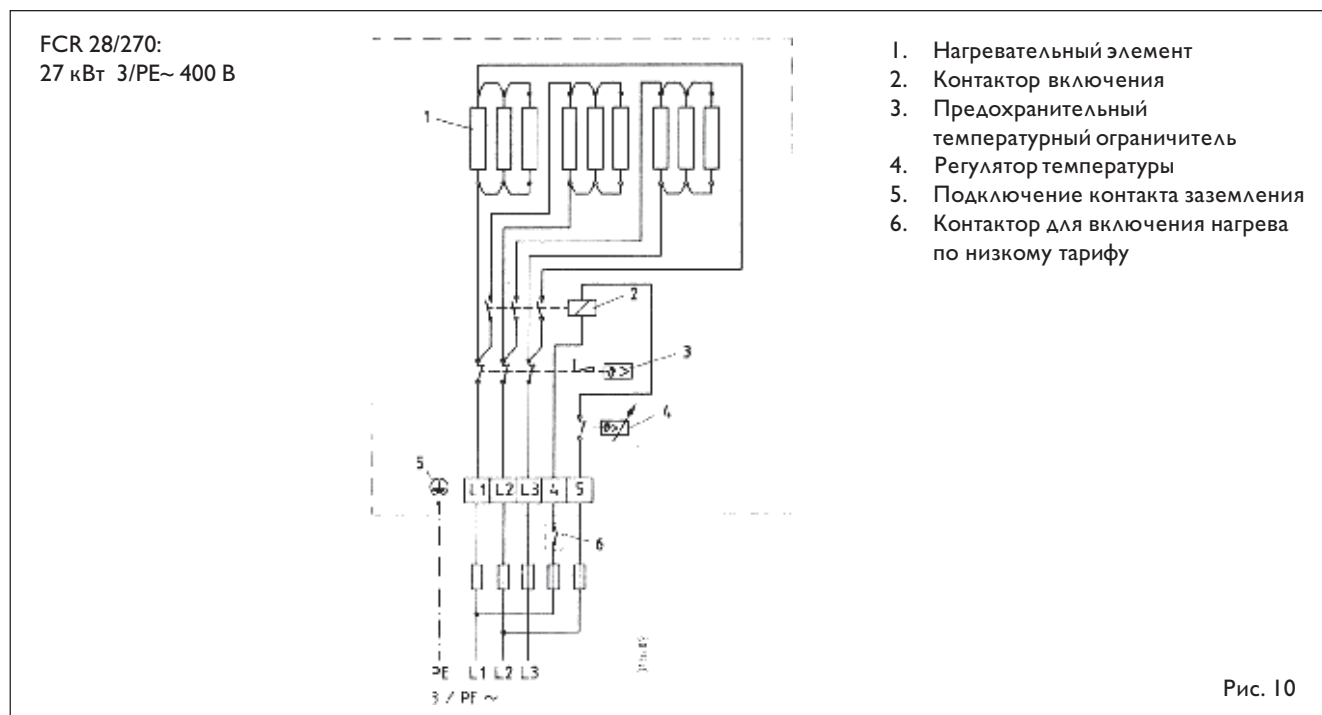 FCR 28/270:
27 кВт 3/PE~ 400 В
1. Нагревательный элемент
2. Контактор включения
3. Предохранительный
температурный ограничитель
4. Регулятор температуры
5. Подключение контакта заземления
6. Контактор для включения нагрева
по низкому тарифу
1
2
3
4
5
L1 L2 L3 4 5
6
PE L1 L2 L3
3 / PE ~
Рис. 10